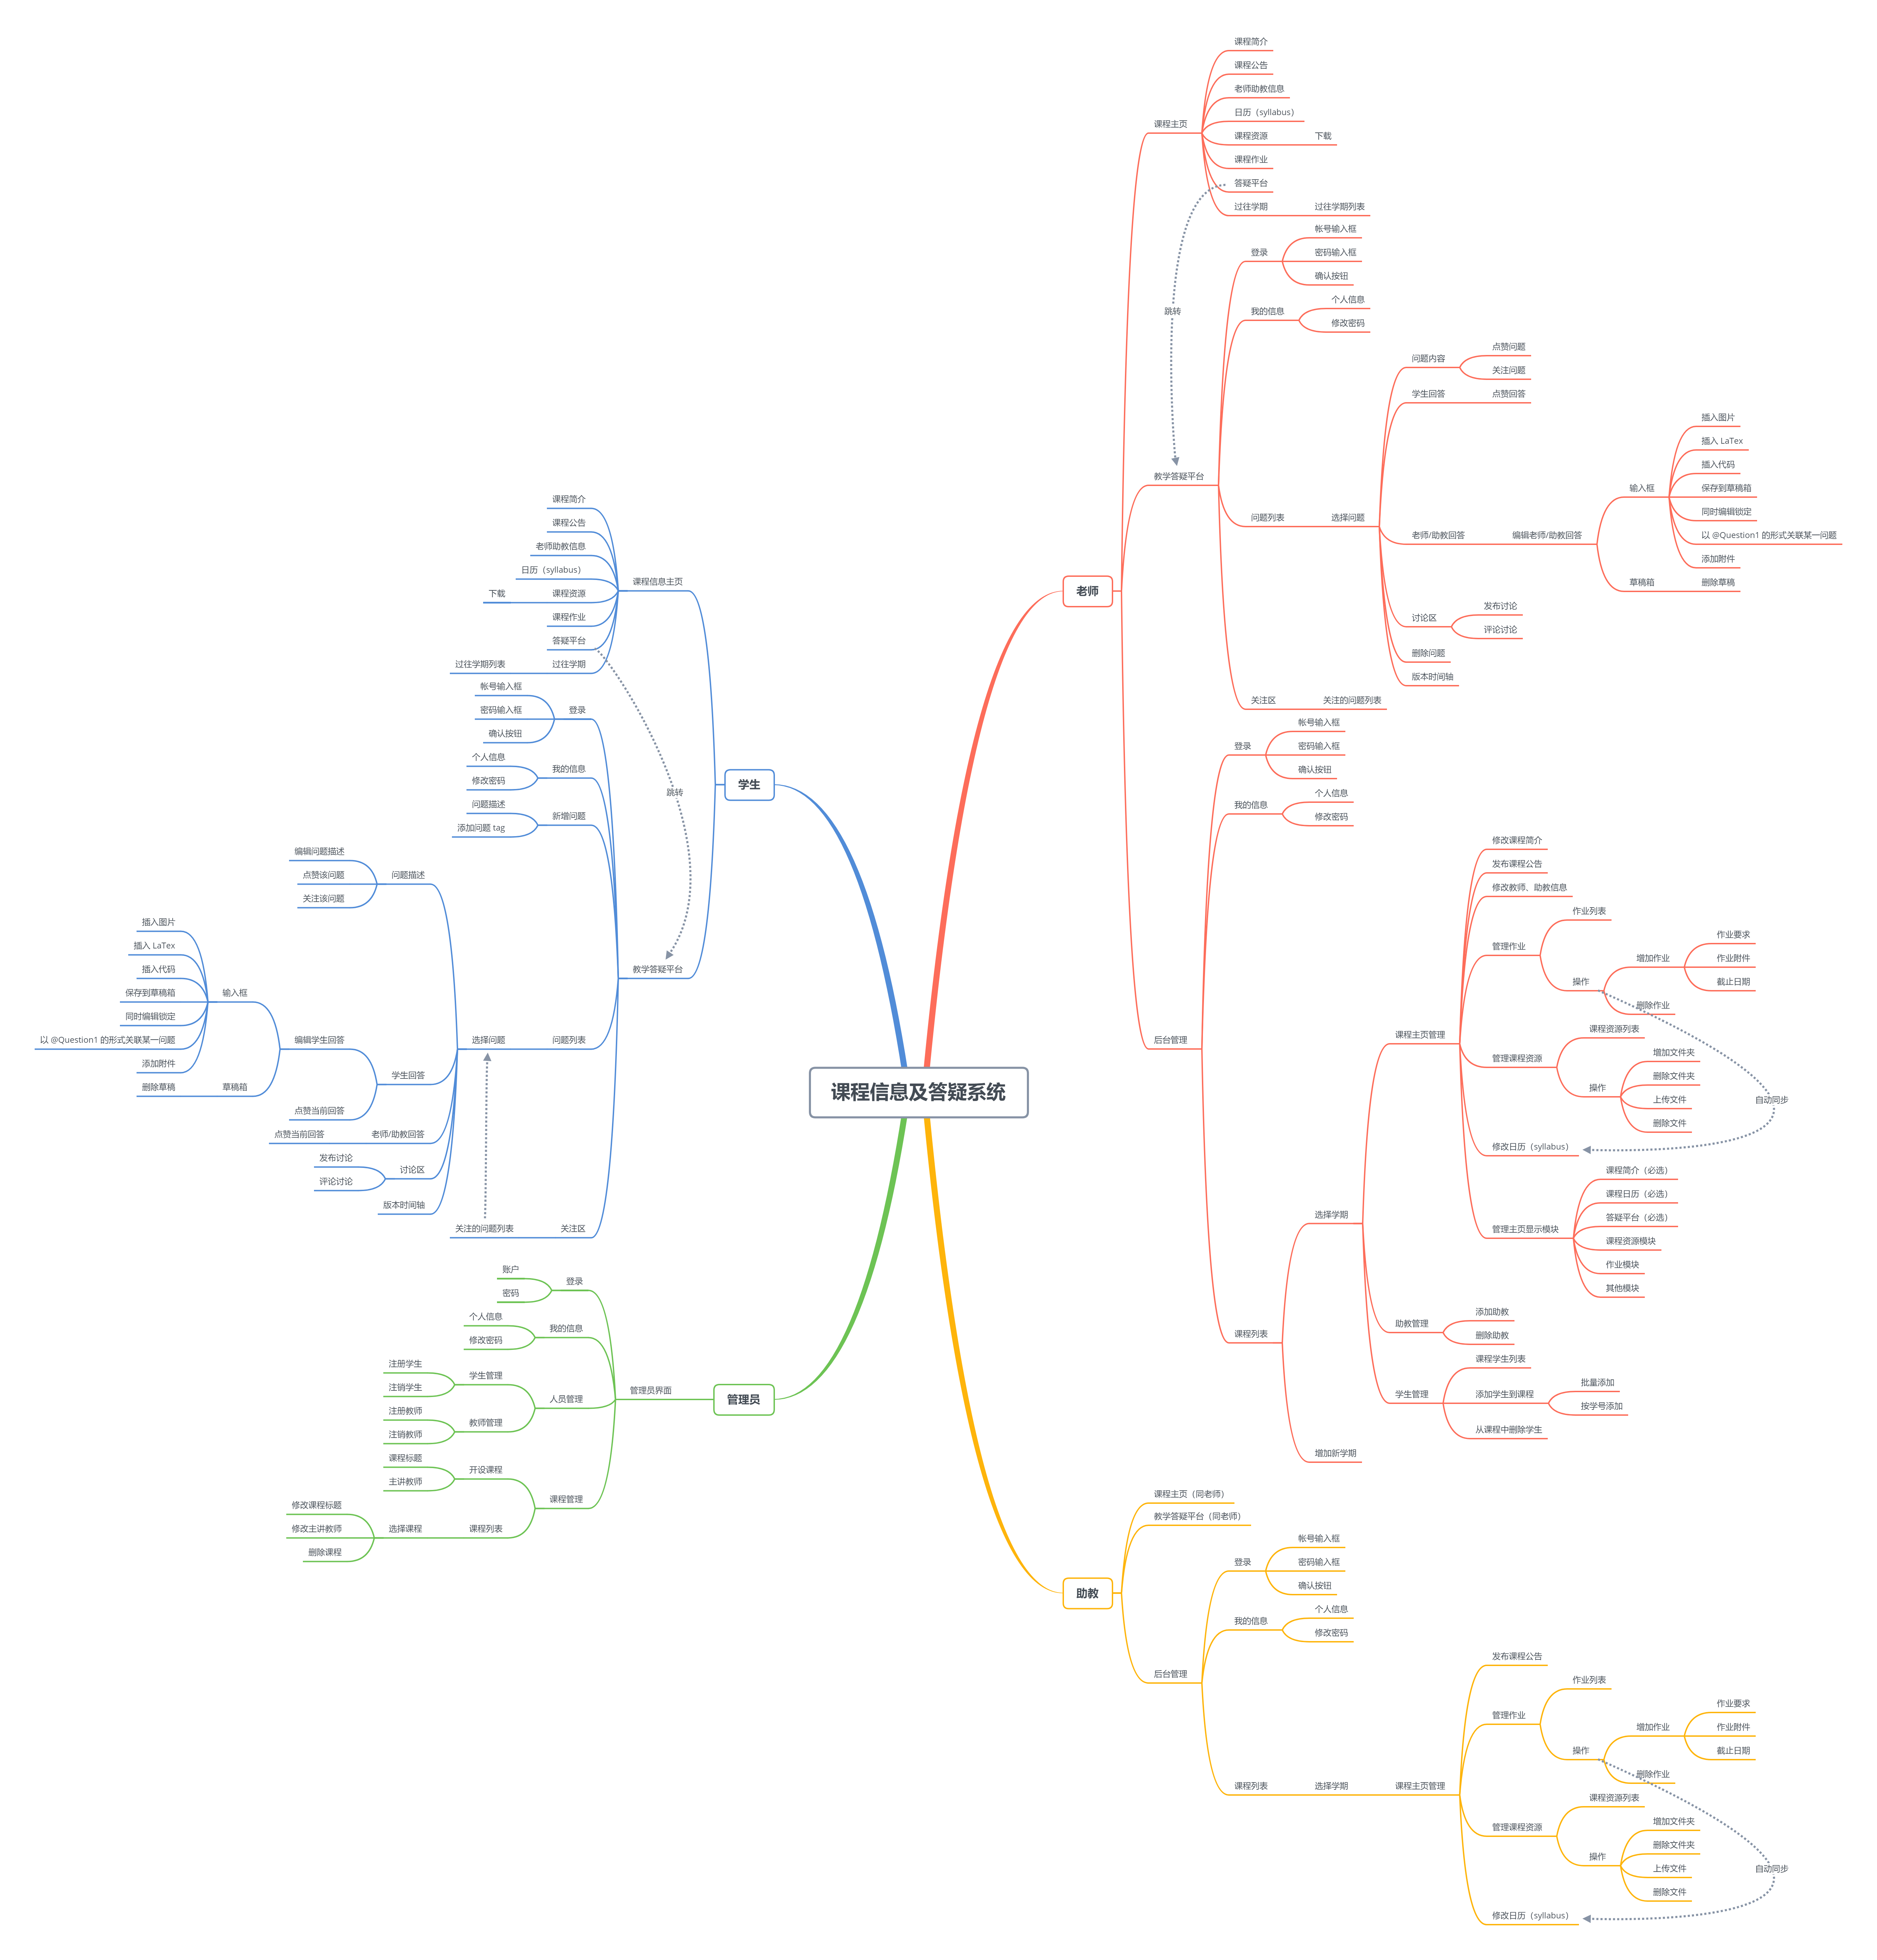 课程信息及答疑系统
老师
课程主页
课程简介
课程公告
老师助教信息
日历（syllabus）
课程资源
下载
课程作业
答疑平台
过往学期
过往学期列表
跳转
教学答疑平台
登录
帐号输入框
密码输入框
确认按钮
我的信息
个人信息
修改密码
问题列表
选择问题
问题内容
点赞问题
关注问题
学生回答
点赞回答
老师/助教回答
编辑老师/助教回答
输入框
插入图片
插入 LaTex
插入代码
保存到草稿箱
同时编辑锁定
以 @Question1 的形式关联某一问题
添加附件
草稿箱
删除草稿
讨论区
发布讨论
评论讨论
删除问题
版本时间轴
关注区
关注的问题列表
后台管理
登录
帐号输入框
密码输入框
确认按钮
我的信息
个人信息
修改密码
课程列表
选择学期
课程主页管理
修改课程简介
发布课程公告
修改教师、助教信息
管理作业
作业列表
操作
增加作业
作业要求
作业附件
截止日期
删除作业
管理课程资源
课程资源列表
操作
增加文件夹
删除文件夹
上传文件
删除文件
自动同步
修改日历（syllabus）
管理主页显示模块
课程简介（必选）
课程日历（必选）
答疑平台（必选）
课程资源模块
作业模块
其他模块
助教管理
添加助教
删除助教
学生管理
课程学生列表
添加学生到课程
批量添加
按学号添加
从课程中删除学生
增加新学期
助教
课程主页（同老师）
教学答疑平台（同老师）
后台管理
登录
帐号输入框
密码输入框
确认按钮
我的信息
个人信息
修改密码
课程列表
选择学期
课程主页管理
发布课程公告
管理作业
作业列表
操作
增加作业
作业要求
作业附件
截止日期
删除作业
管理课程资源
课程资源列表
操作
增加文件夹
删除文件夹
上传文件
删除文件
自动同步
修改日历（syllabus）
学生
课程信息主页
课程简介
课程公告
老师助教信息
日历（syllabus）
课程资源
下载
课程作业
答疑平台
过往学期
过往学期列表
跳转
教学答疑平台
登录
帐号输入框
密码输入框
确认按钮
我的信息
个人信息
修改密码
新增问题
问题描述
添加问题 tag
问题列表
选择问题
问题描述
编辑问题描述
点赞该问题
关注该问题
学生回答
编辑学生回答
输入框
插入图片
插入 LaTex
插入代码
保存到草稿箱
同时编辑锁定
以 @Question1 的形式关联某一问题
添加附件
草稿箱
删除草稿
点赞当前回答
老师/助教回答
点赞当前回答
讨论区
发布讨论
评论讨论
版本时间轴
关注区
关注的问题列表
管理员
管理员界面
登录
账户
密码
我的信息
个人信息
修改密码
人员管理
学生管理
注册学生
注销学生
教师管理
注册教师
注销教师
课程管理
开设课程
课程标题
主讲教师
课程列表
选择课程
修改课程标题
修改主讲教师
删除课程